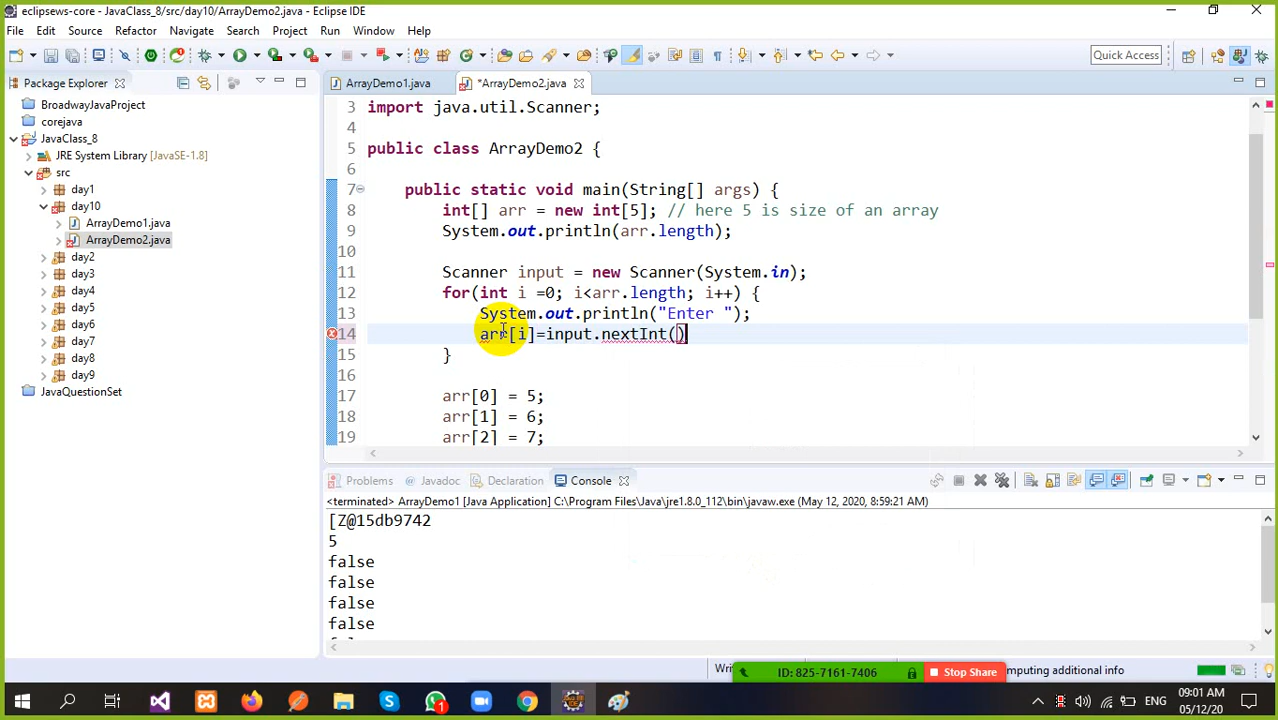 eclipsews-core - JavaClass_8/src/day10/ArrayDemo2.java - Eclipse IDE
File Edit Source Refactor Navigate Search Project Run Window Help
Quick Access
Package Explorer
ArrayDemo1.java
*ArrayDemo2.java
BroadwayJavaProject
corejava
JavaClass_8
JRE System Library [JavaSE-1.8]
src
day1
day10
ArrayDemo1.java
ArrayDemo2.java
day2
day3
day4
day5
day6
day7
day8
day9
JavaQuestionSet
3 import java.util.Scanner;
4
5 public class ArrayDemo2 {
6
7 public static void main(String[] args) {
8 int[] arr = new int[5]; // here 5 is size of an array
9 System.out.println(arr.length);
10
11 Scanner input = new Scanner(System.in);
12 for(int i =0; i<arr.length; i++) {
13 System.out.println("Enter ");
14 arr[i]=input.nextInt()
15 }
16
17 arr[0] = 5;
18 arr[1] = 6;
19 arr[2] = 7;
Problems Javadoc Declaration Console
<terminated> ArrayDemo1 [Java Application] C:\Program Files\Java\jre1.8.0_112\bin\javaw.exe (May 12, 2020, 8:59:21 AM)
[Z@15db9742
5
false
false
false
false
ID: 825-7161-7406
Stop Share
mputing additional info
1
ENG
09:01 AM
05/12/20